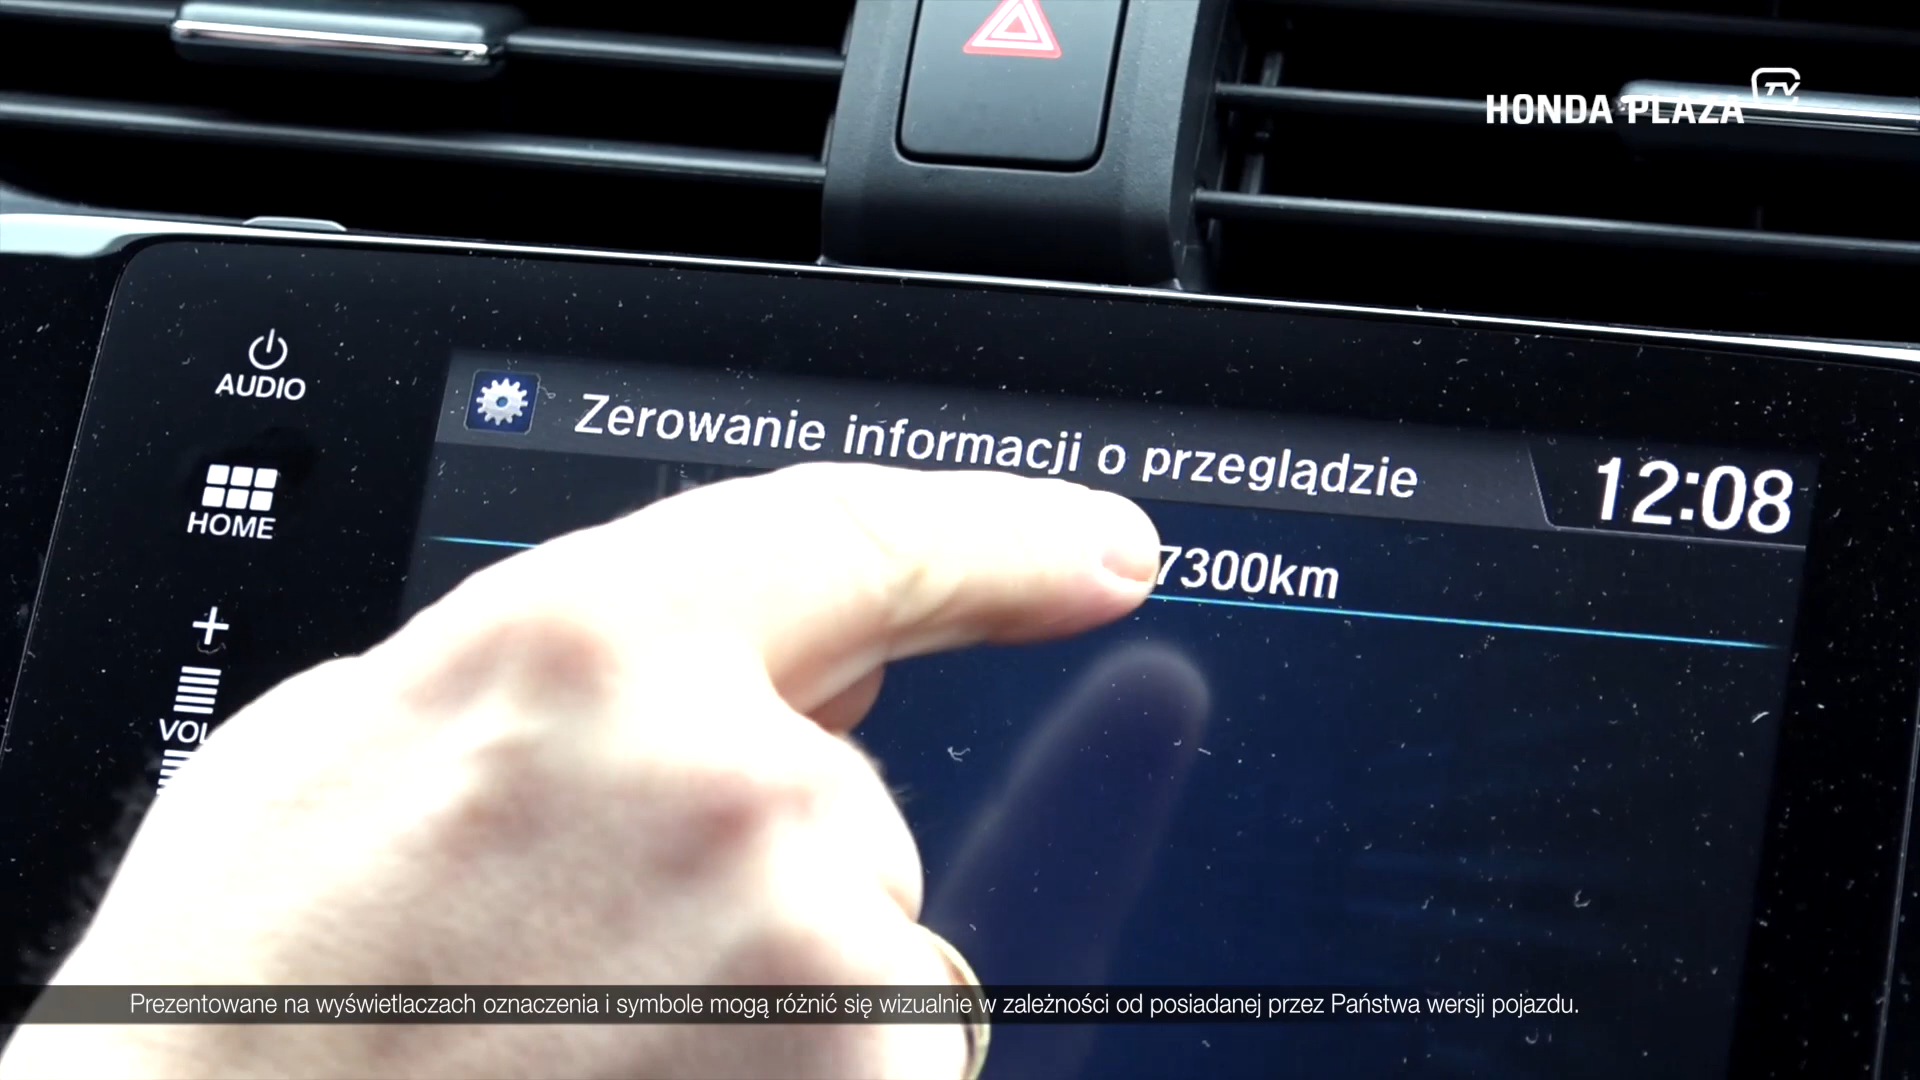 HONDA PLAZA TV
AUDIO
Zerowanie informacji o przeglądzie
12:08
HOME
7300km
VOL
Prezentowane na wyświetlaczach oznaczenia i symbole mogą różnić się wizualnie w zależności od posiadanej przez Państwa wersji pojazdu.